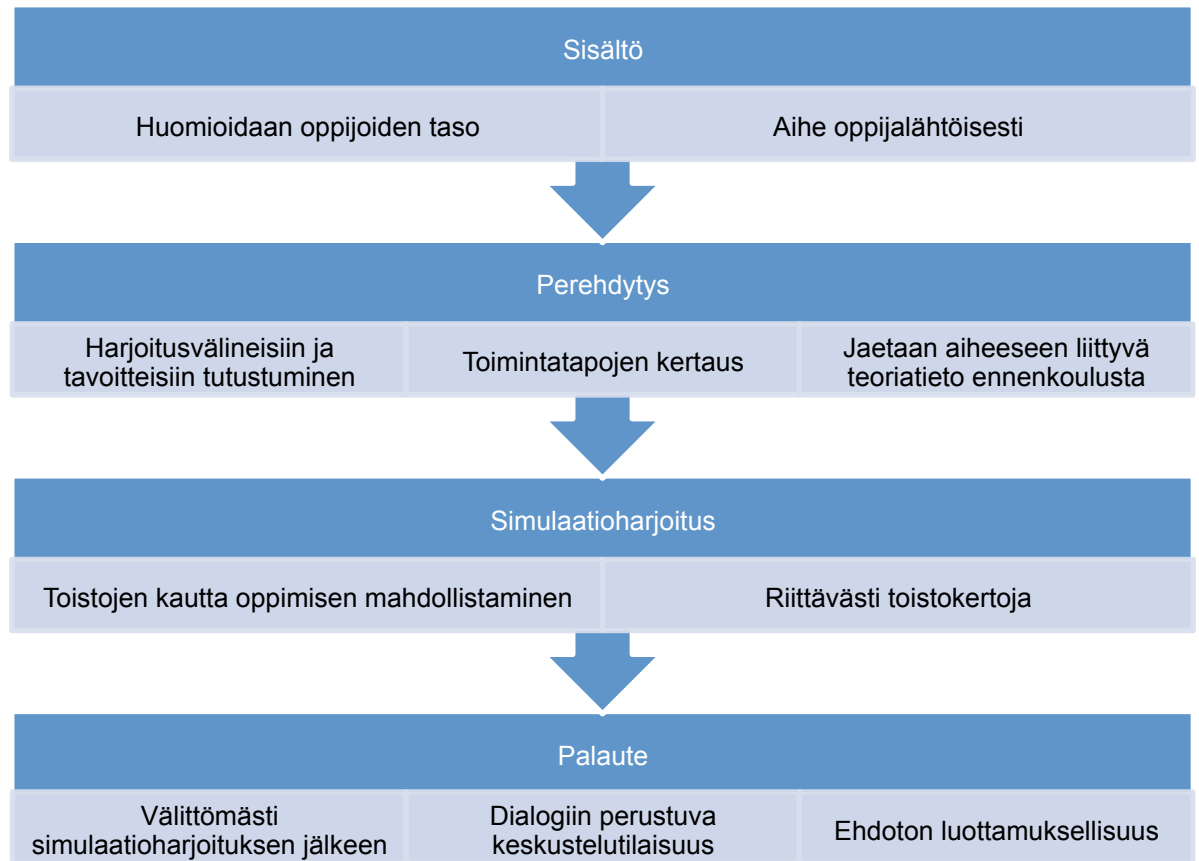 Sisältö
Huomioidaan oppijoiden taso
Aihe oppijalähtöisesti
Perehdytys
Harjoitusvälineisiin ja
tavoitteisiin tutustuminen
Toimintatapojen kertaus
Jaetaan aiheeseen liittyvä
teoriatieto ennenkoulusta
Simulaatioharjoitus
Toistojen kautta oppimisen mahdollistaminen
Riittävästi toistokertoja
Palaute
Välittömästi
simulaatioharjoituksen jälkeen
Dialogiin perustuva
keskustelutilaisuus
Ehdoton luottamuksellisuus